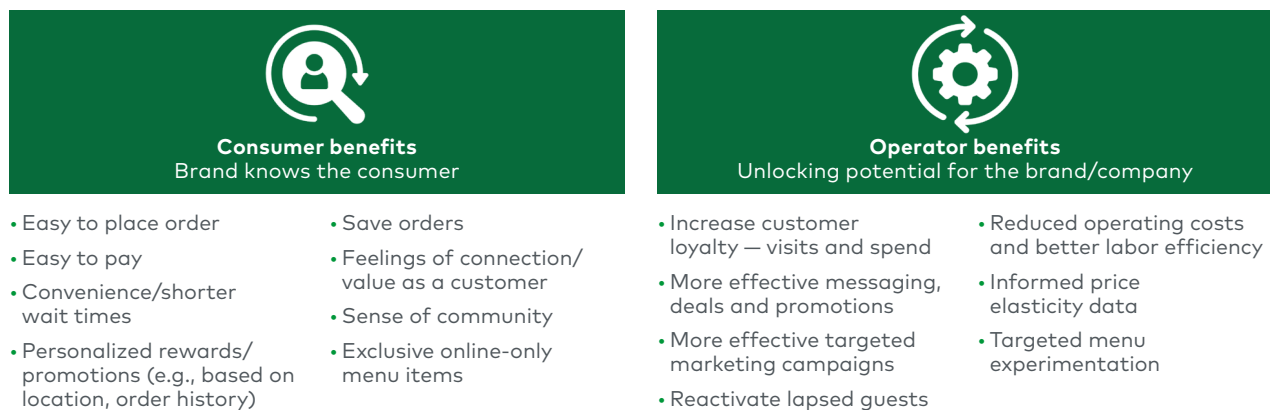 Consumer benefits
Brand knows the consumer
• Easy to place order
• Easy to pay
• Convenience/shorter
wait times
• Personalized rewards/
promotions (e.g., based on
location, order history)
• Save orders
• Feelings of connection/
value as a customer
• Sense of community
• Exclusive online-only
menu items
Operator benefits
Unlocking potential for the brand/company
• Increase customer
loyalty — visits and spend
• More effective messaging,
deals and promotions
• More effective targeted
marketing campaigns
• Reactivate lapsed guests
• Reduced operating costs
and better labor efficiency
• Informed price
elasticity data
• Targeted menu
experimentation